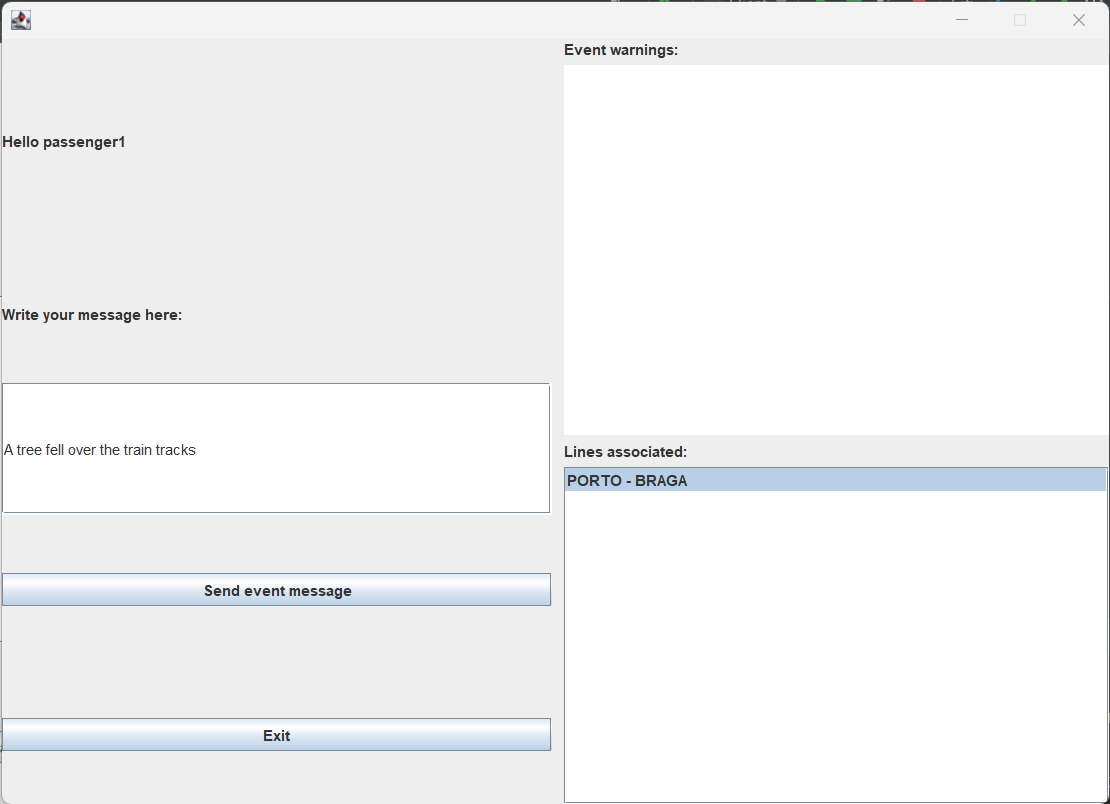 Hello passenger1
Write your message here:
A tree fell over the train tracks
Send event message
Exit
Event warnings:
Lines associated:
PORTO - BRAGA